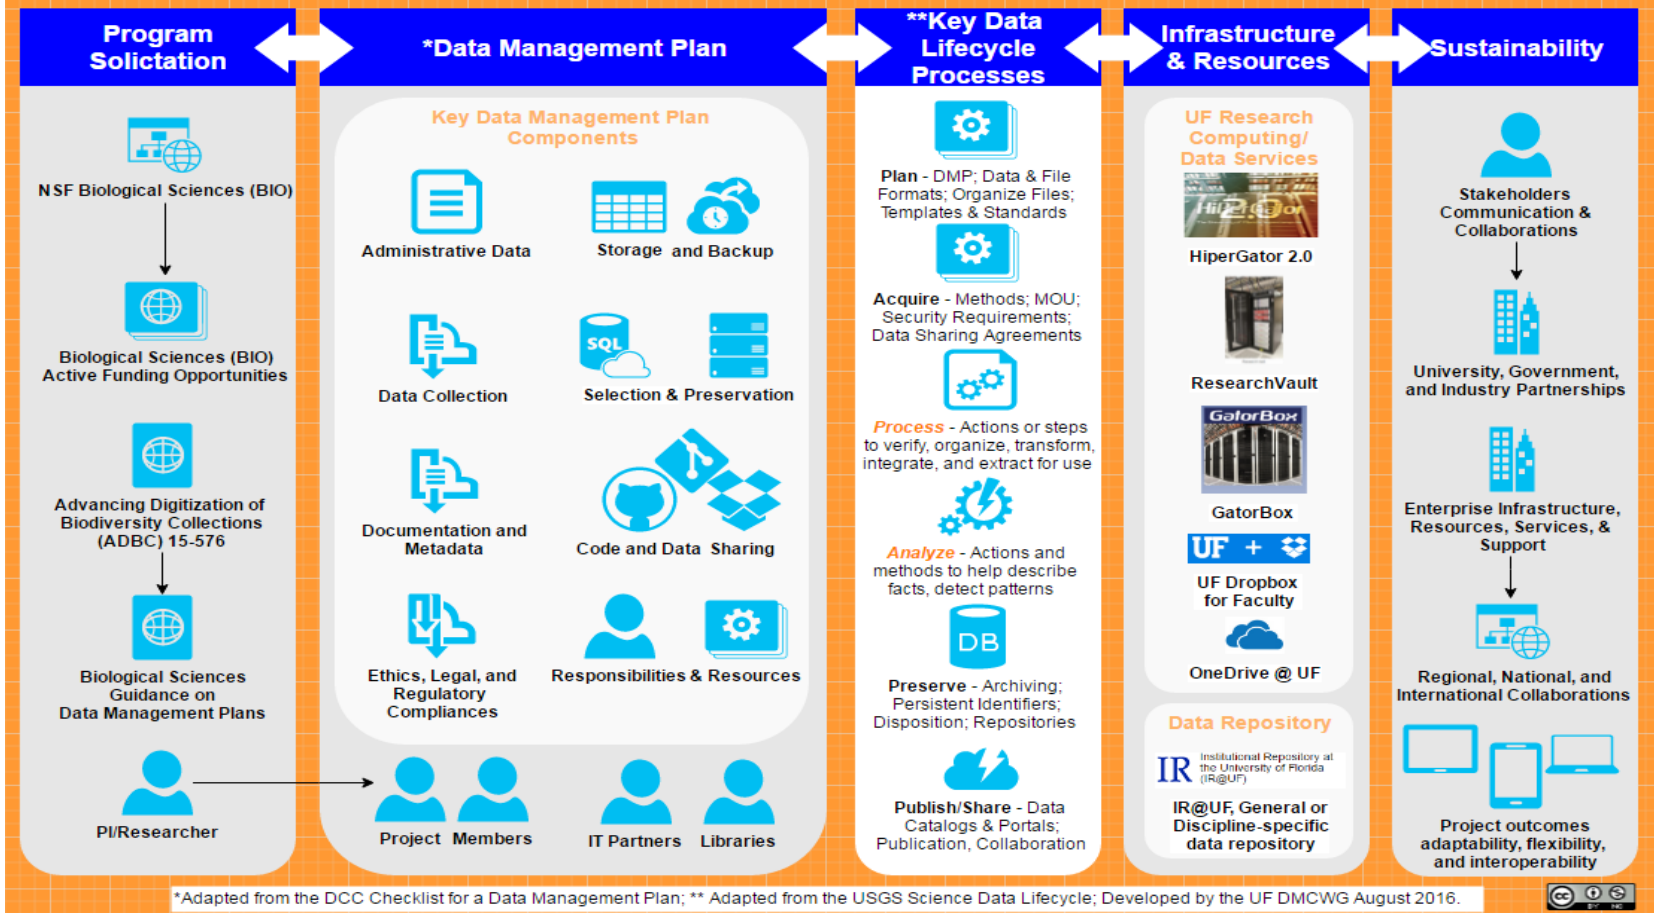 Program
Solictation
*Data Management Plan
**Key Data
Lifecycle
Processes
Infrastructure
& Resources
Sustainability
NSF Biological Sciences (BIO)
Biological Sciences (BIO)
Active Funding Opportunities
Advancing Digitization of
Biodiversity Collections
(ADBC) 15-576
Biological Sciences
Guidance on
Data Management Plans
PI/Researcher
Key Data Management Plan
Components
Administrative Data
Storage and Backup
Data Collection
SQL
Selection & Preservation
Documentation and
Metadata
Code and Data Sharing
Ethics, Legal, and
Regulatory
Compliances
Responsibilities & Resources
Project Members
IT Partners
Libraries
Plan - DMP; Data & File
Formats; Organize Files;
Templates & Standards
Acquire - Methods; MOU;
Security Requirements;
Data Sharing Agreements
Process - Actions or steps
to verify, organize, transform,
integrate, and extract for use
Analyze - Actions and
methods to help describe
facts, detect patterns
DB
Preserve - Archiving;
Persistent Identifiers;
Disposition; Repositories
Publish/Share - Data
Catalogs & Portals;
Publication, Collaboration
UF Research
Computing/
Data Services
HiPerGator
2.0
HiperGator 2.0
ResearchVault
GatorBox
GatorBox
UF +
UF Dropbox
for Faculty
OneDrive @ UF
Data Repository
IR
Institutional Repository at
the University of Florida
(IR@UF)
IR@UF, General or
Discipline-specific
data repository
Stakeholders
Communication &
Collaborations
University, Government,
and Industry Partnerships
Enterprise Infrastructure,
Resources, Services, &
Support
Regional, National, and
International Collaborations
Project outcomes
adaptability, flexibility,
and interoperability
*Adapted from the DCC Checklist for a Data Management Plan; ** Adapted from the USGS Science Data Lifecycle; Developed by the UF DMCWG August 2016.
cc
BY NC